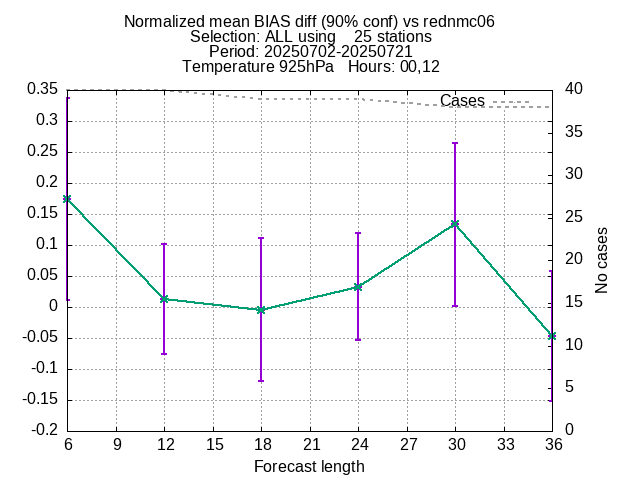 Normalized mean BIAS diff (90% conf) vs rednmc06
Selection: ALL using    25 stations
Period: 20250702-20250721
Temperature 925hPa   Hours: 00,12
Cases
0.35
0.3
0.25
0.2
0.15
0.1
0.05
0
-0.05
-0.1
-0.15
-0.2
40
35
30
25
20
15
10
5
0
No cases
6 9 12 15 18 21 24 27 30 33 36
Forecast length